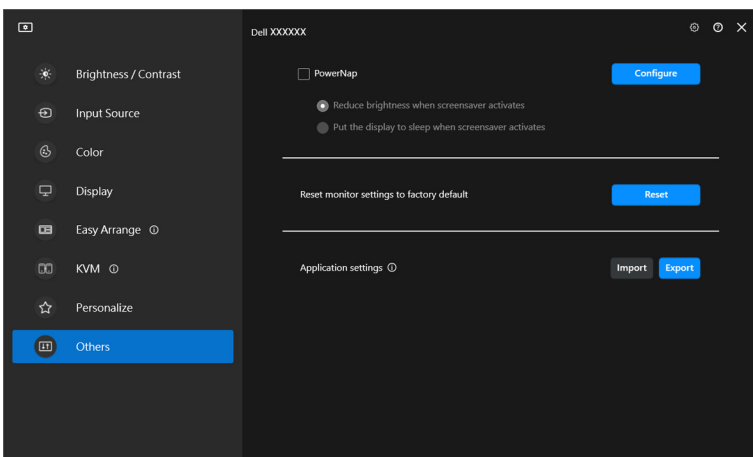 Dell XXXXXX
Brightness / Contrast
Input Source
Color
Display
Easy Arrange
KVM
Personalize
Others
PowerNap
Configure
Reduce brightness when screensaver activates
Put the display to sleep when screensaver activates
Reset monitor settings to factory default
Reset
Application settings
Import
Export